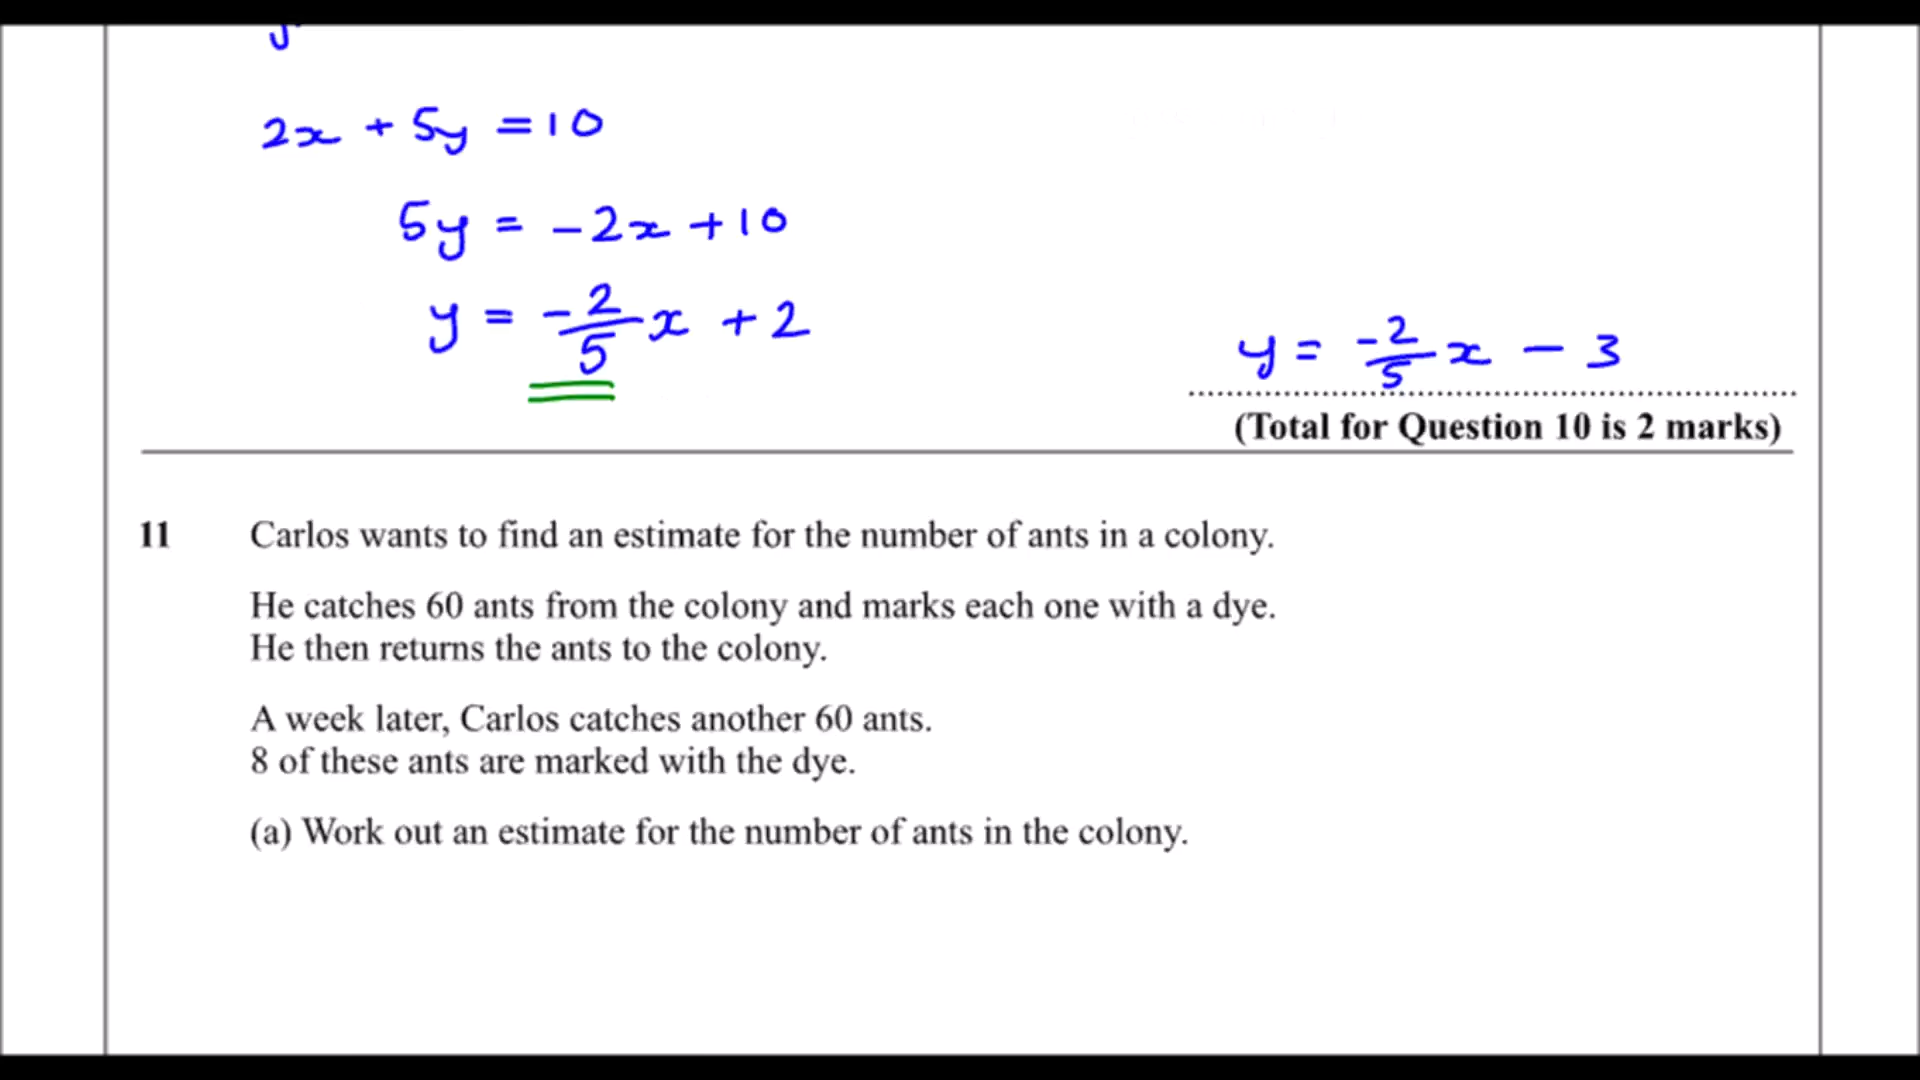 2x + 5y = 10
5y = -2x + 10
y = -2/5 x + 2
y = -2/5 x - 3
(Total for Question 10 is 2 marks)
11 Carlos wants to find an estimate for the number of ants in a colony.
He catches 60 ants from the colony and marks each one with a dye.
He then returns the ants to the colony.
A week later, Carlos catches another 60 ants.
8 of these ants are marked with the dye.
(a) Work out an estimate for the number of ants in the colony.